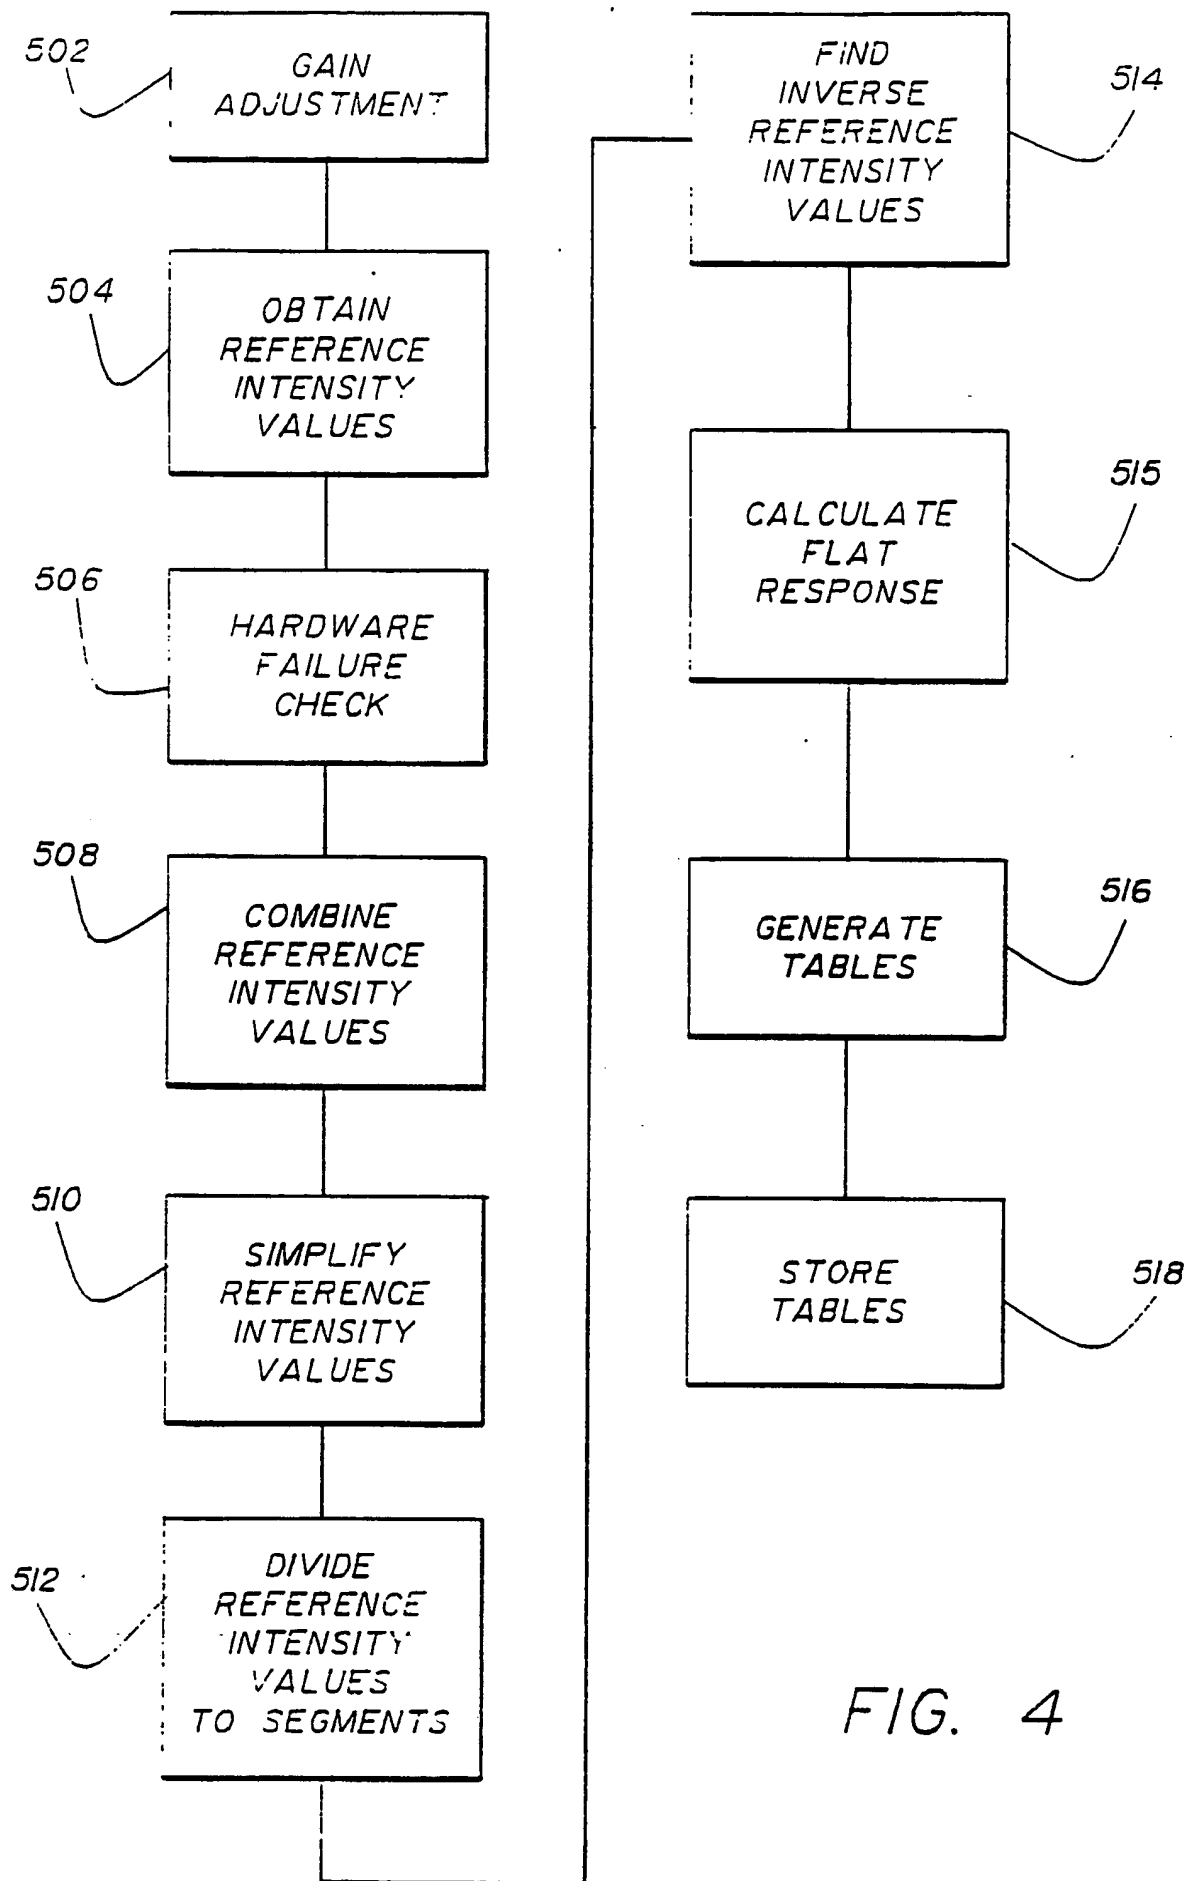 502
GAIN
ADJUSTMENT
504
OBTAIN
REFERENCE
INTENSITY
VALUES
506
HARDWARE
FAILURE
CHECK
508
COMBINE
REFERENCE
INTENSITY
VALUES
510
SIMPLIFY
REFERENCE
INTENSITY
VALUES
512
DIVIDE
REFERENCE
INTENSITY
VALUES
TO SEGMENTS
FIND
INVERSE
REFERENCE
INTENSITY
VALUES
514
CALCULATE
FLAT
RESPONSE
515
GENERATE
TABLES
516
STORE
TABLES
518
FIG. 4